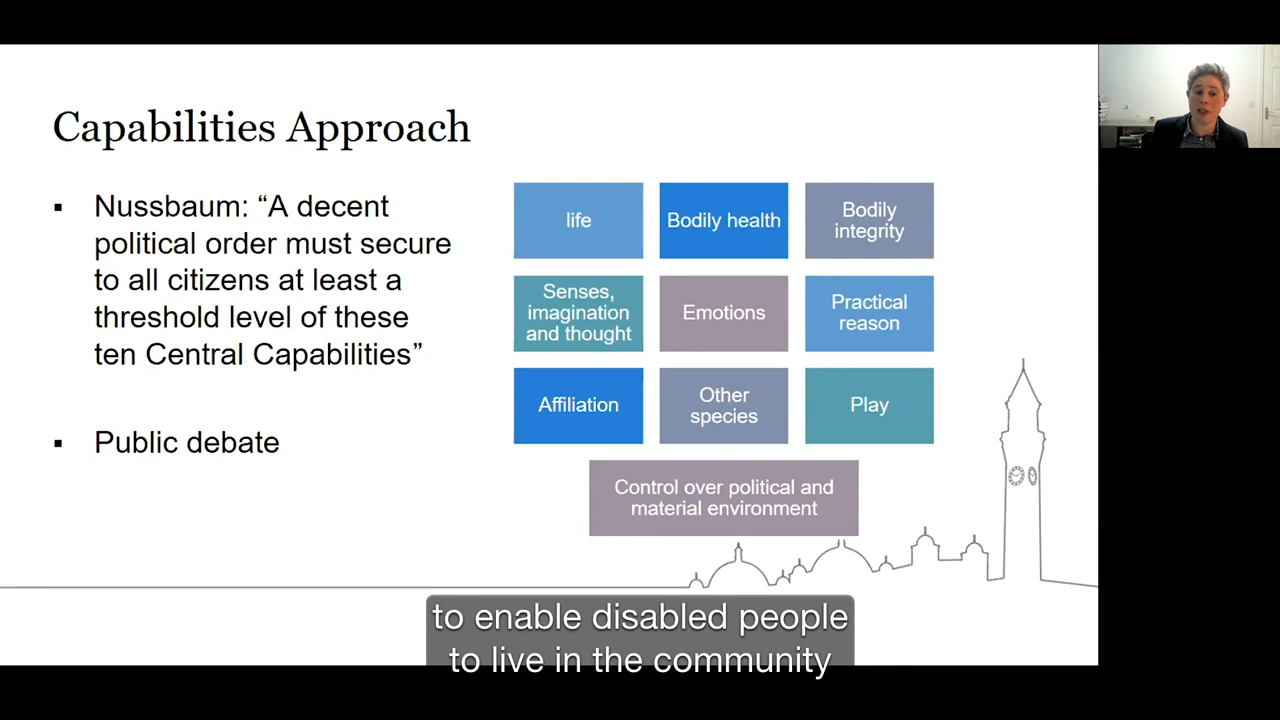 Capabilities Approach
▪ Nussbaum: “A decent
political order must secure
to all citizens at least a
threshold level of these
ten Central Capabilities”
▪ Public debate
life
Bodily health
Bodily
integrity
Senses,
imagination
and thought
Emotions
Practical
reason
Affiliation
Other
species
Play
Control over political and
material environment
to enable disabled people
to live in the community